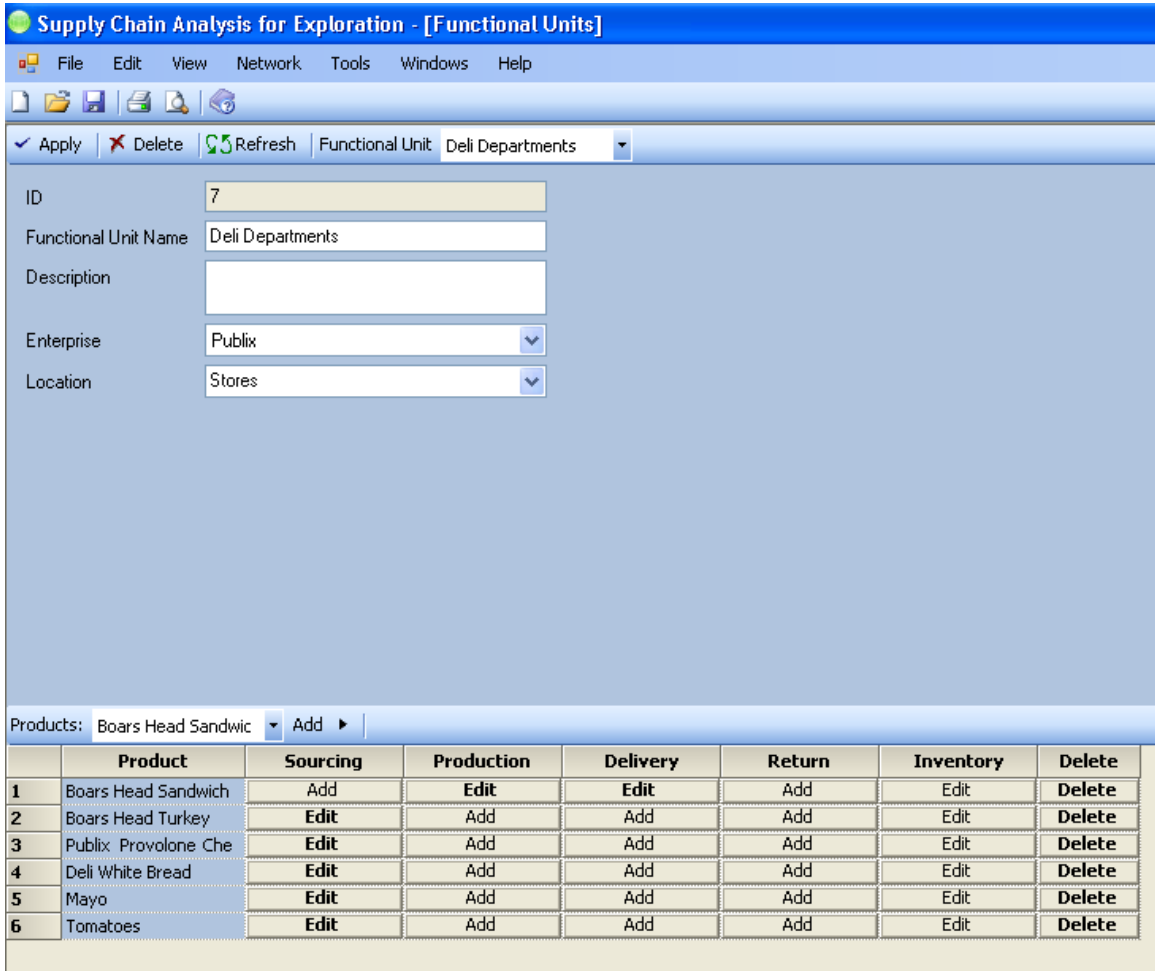 Supply Chain Analysis for Exploration - [Functional Units]
File Edit View Network Tools Windows Help
Apply Delete Refresh Functional Unit Deli Departments
ID 7
Functional Unit Name Deli Departments
Description
Enterprise Publix
Location Stores
Products: Boars Head Sandwic Add
Product Sourcing Production Delivery Return Inventory Delete
1 Boars Head Sandwich Add Edit Edit Add Edit Delete
2 Boars Head Turkey Edit Add Add Add Edit Delete
3 Publix Provolone Che Edit Add Add Add Edit Delete
4 Deli White Bread Edit Add Add Add Edit Delete
5 Mayo Edit Add Add Add Edit Delete
6 Tomatoes Edit Add Add Add Edit Delete